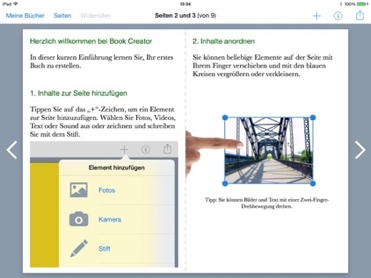 iPad
15:34
100%
Meine Bücher
Seiten
Widerrufen
Seiten 2 und 3 (von 9)
Herzlich willkommen bei Book Creator
In dieser kurzen Einführung lernen Sie, Ihr erstes
Buch zu erstellen.
1. Inhalte zur Seite hinzufügen
Tippen Sie auf das „+“-Zeichen, um ein Element
zur Seite hinzuzufügen. Wählen Sie Fotos, Videos,
Text oder Sound aus oder zeichnen und schreiben
Sie mit dem Stift.
Element hinzufügen
Fotos
Kamera
Stift
2. Inhalte anordnen
Sie können beliebige Elemente auf der Seite mit
Ihrem Finger verschieben und mit den blauen
Kreisen vergrößern oder verkleinern.
Tipp: Sie können Bilder und Text mit einer Zwei-Finger-
Drehbewegung drehen.